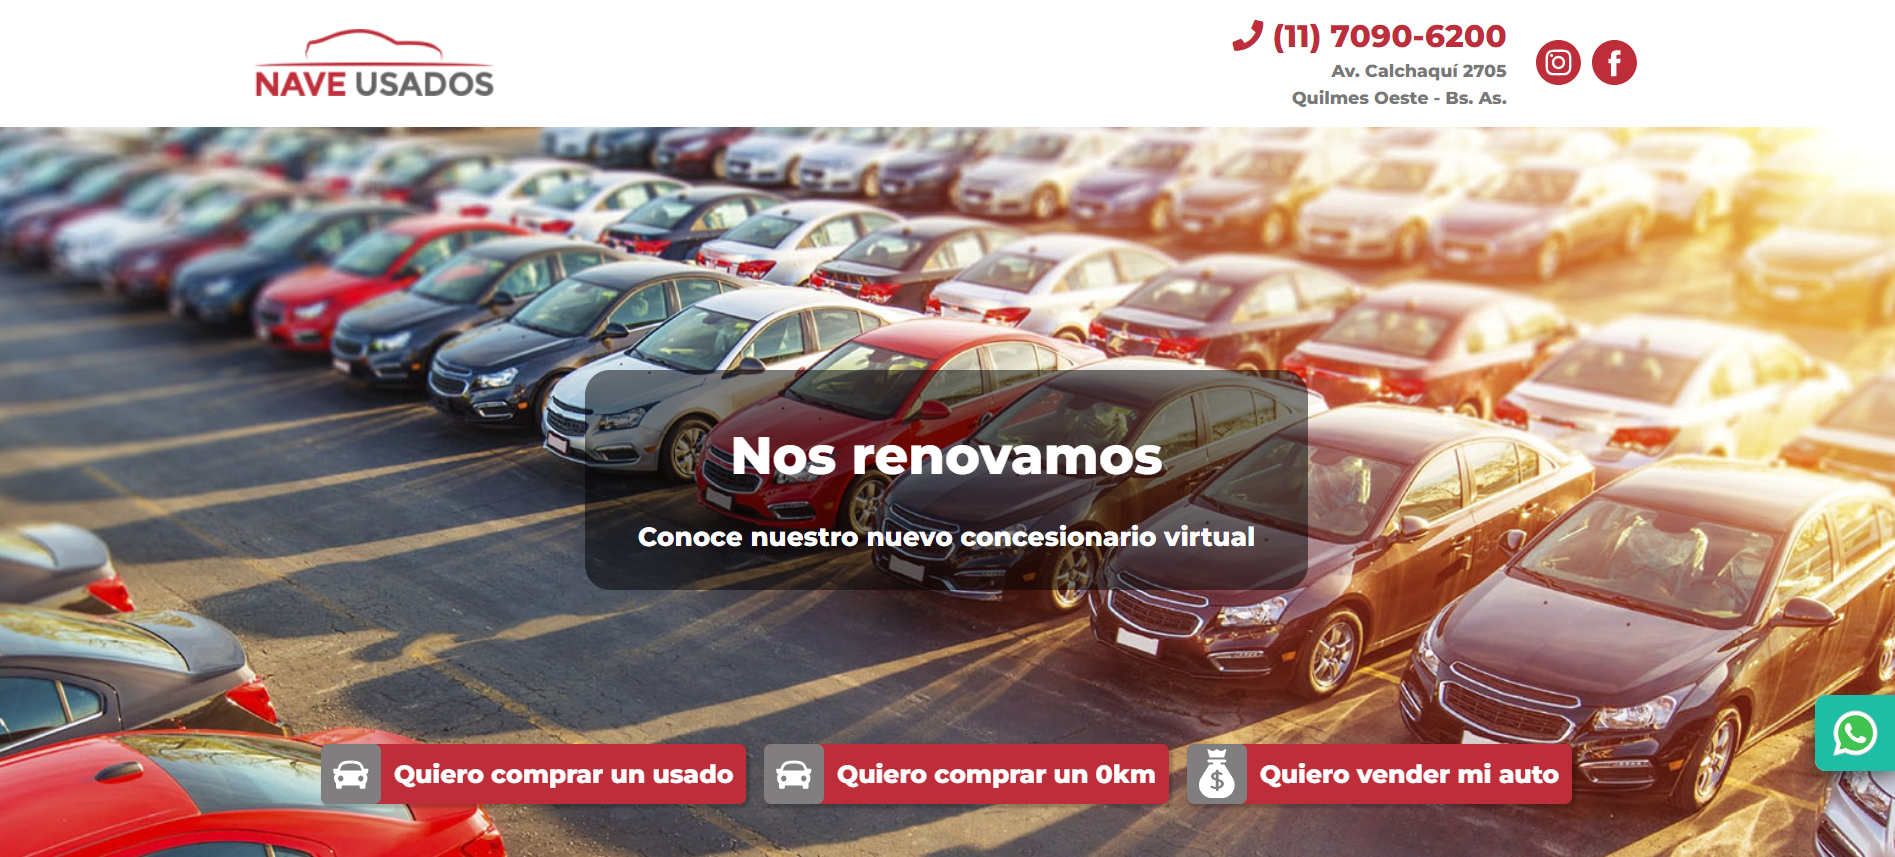 NAVE USADOS
(11) 7090-6200
Av. Calchaquí 2705
Quilmes Oeste - Bs. As.
Nos renovamos
Conoce nuestro nuevo concesionario virtual
Quiero comprar un usado
Quiero comprar un 0km
$ Quiero vender mi auto